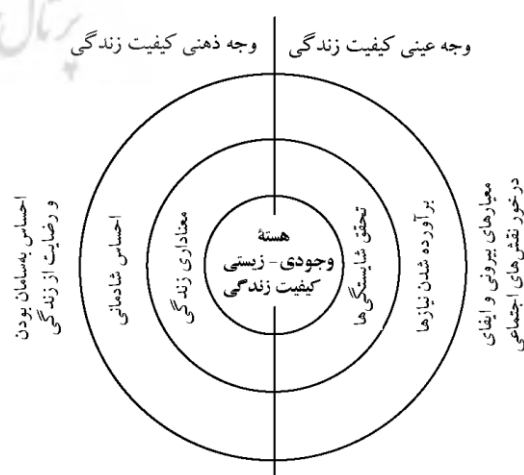 وجه عینی کیفیت زندگی
وجه ذهنی کیفیت زندگی
معیارهای بیرونی و ایفای
درخور نقش‌های اجتماعی
برآورده شدن نیازها
تحقق شایستگی‌ها
هستهٔ
وجودی - زیستی
کیفیت زندگی
معناداری زندگی
احساس شادمانی
احساس به‌سامان بودن
و رضایت از زندگی